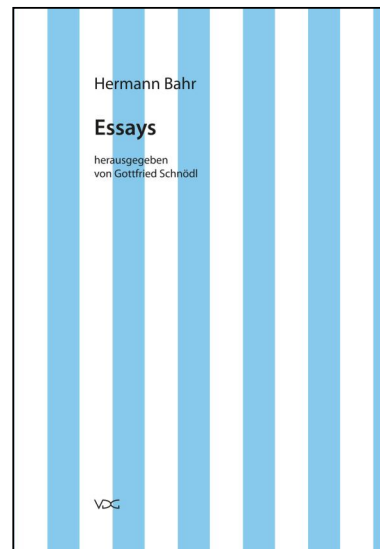 Hermann Bahr
Essays
herausgegeben
von Gottfried Schnödl
VDG